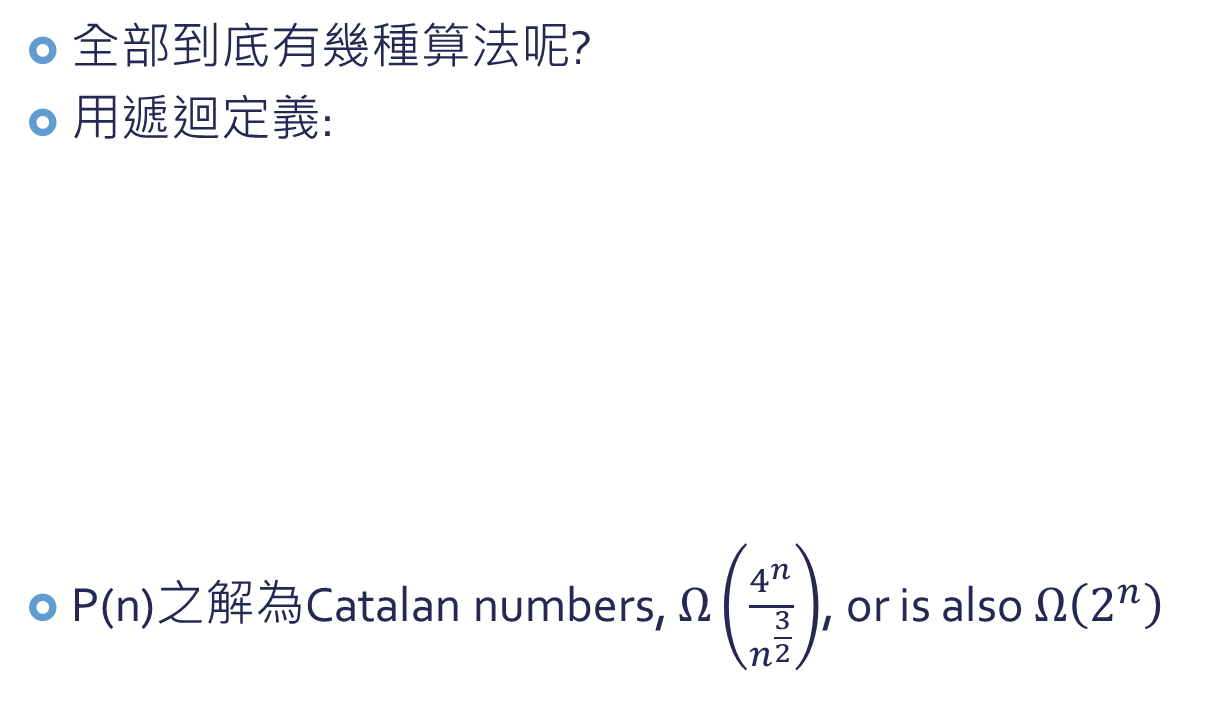 全部到底有幾種算法呢?
用遞迴定義:
P(n)之解為Catalan numbers, Ω(4^n / n^(3/2)), or is also Ω(2^n)